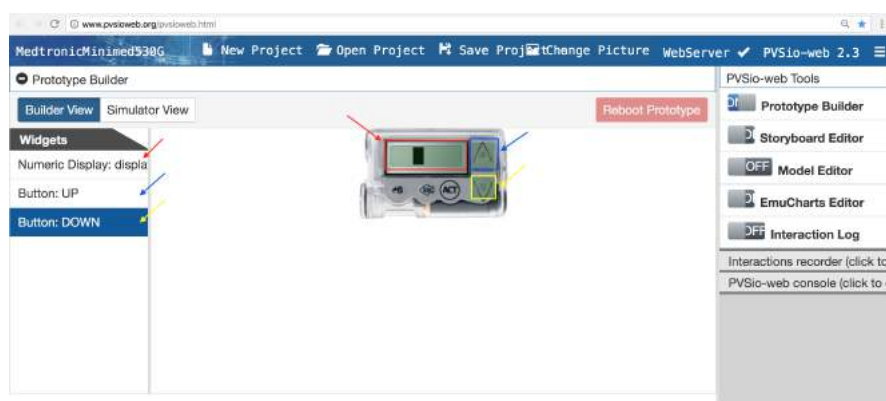 www.pvsioweb.org/pvsioweb.html
MedtronicMinimed530G New Project Open Project Save Project Change Picture WebServer ✔ PVSio-web 2.3
Prototype Builder
PVSio-web Tools
Builder View Simulator View Reboot Prototype
Prototype Builder
Widgets
Storyboard Editor
Numeric Display: displa
OFF Model Editor
Button: UP
EmuCharts Editor
Button: DOWN
OFF Interaction Log
ACT
Interactions recorder (click to
PVSio-web console (click to